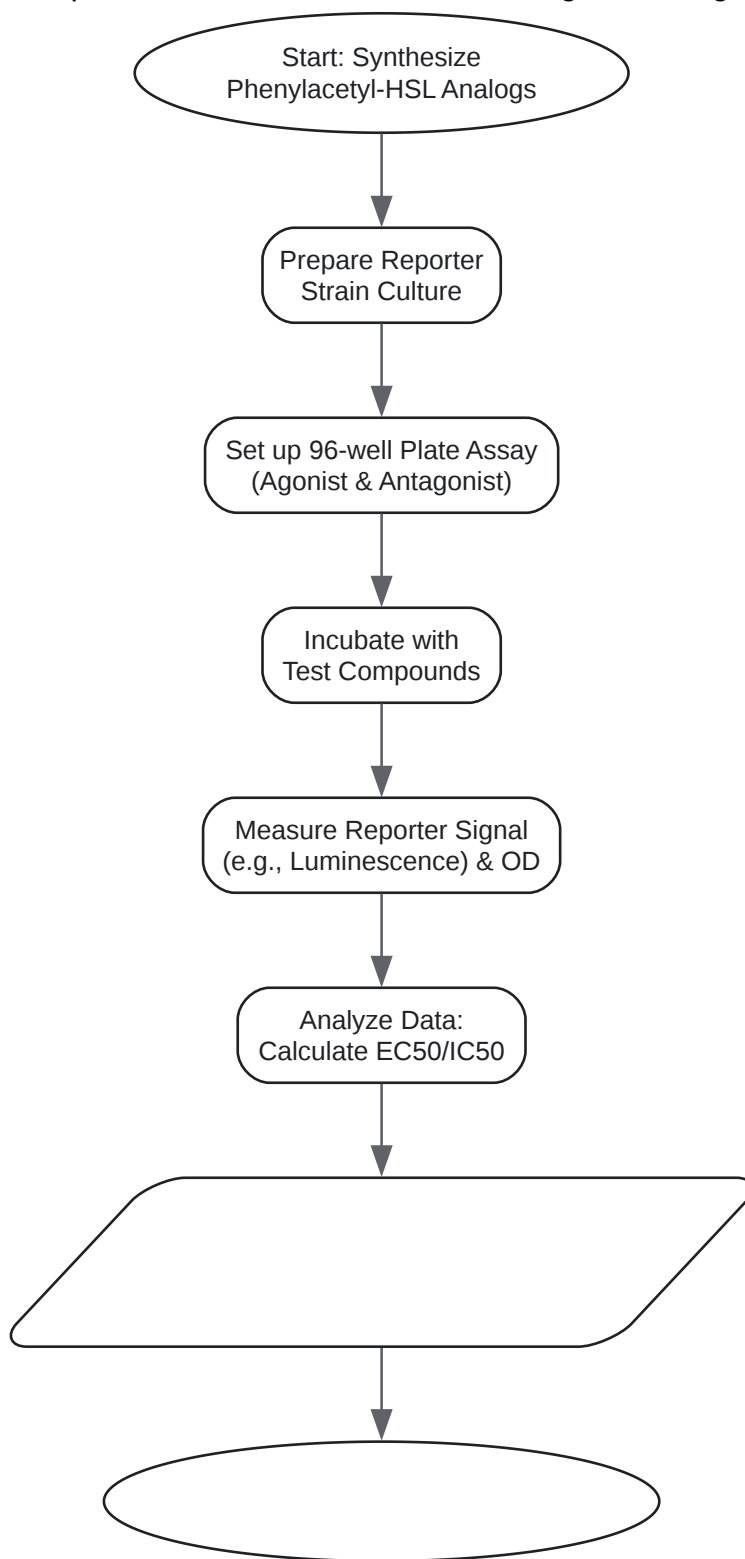 Start: Synthesize
Phenylacetyl-HSL Analogs
Prepare Reporter
Strain Culture
Set up 96-well Plate Assay
(Agonist & Antagonist)
Incubate with
Test Compounds
Measure Reporter Signal
(e.g., Luminescence) & OD
Analyze Data:
Calculate EC50/IC50